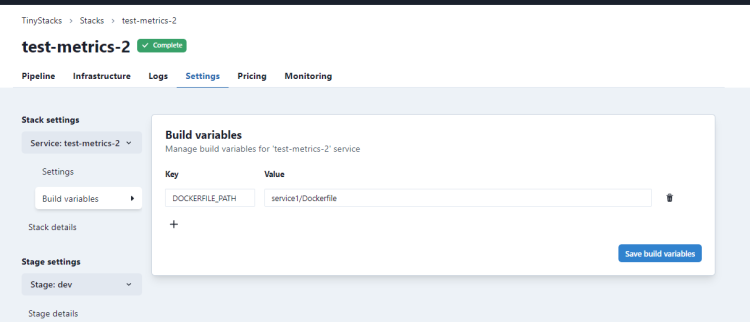 TinyStacks > Stacks > test-metrics-2
test-metrics-2 Complete
Pipeline Infrastructure Logs Settings Pricing Monitoring
Stack settings
Service: test-metrics-2
Settings
Build variables
Stack details
Stage settings
Stage: dev
Stage details
Build variables
Manage build variables for 'test-metrics-2' service
Key Value
DOCKERFILE_PATH service1/Dockerfile
+
Save build variables